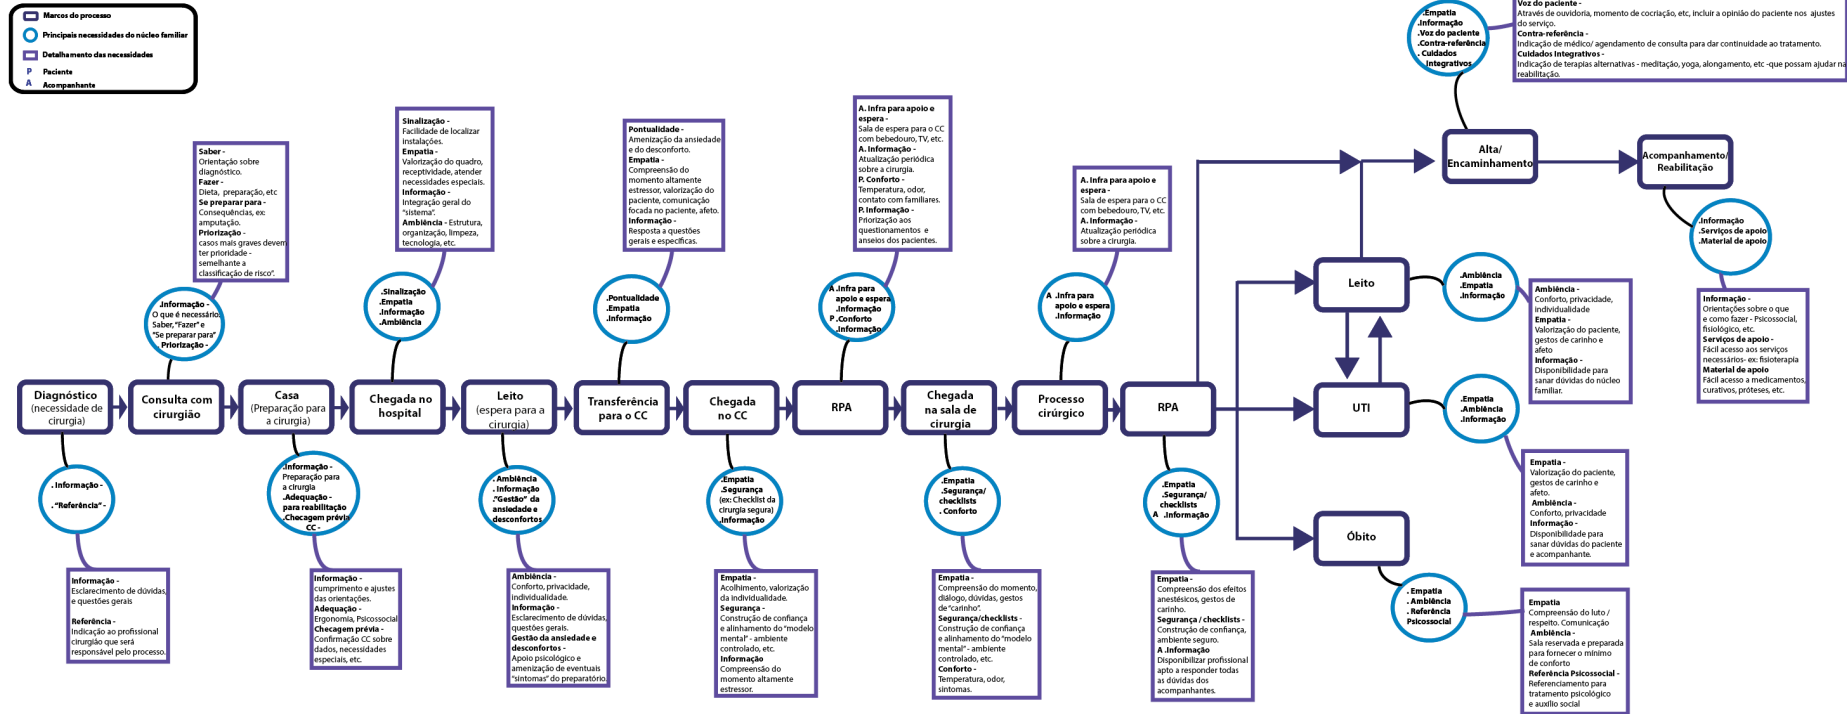 Marcos do processo
Principais necessidades do núcleo familiar
Detalhamento das necessidades
P Paciente
A Acompanhante
Saber -
Orientação sobre
diagnóstico.
Fazer -
Dieta, preparação, etc
Se preparar para -
Consequências, ex:
amputação.
Priorização -
casos mais graves devem
ter prioridade -
semelhante a
classificação de risco".
.Informação -
O que é necessário:
Saber, "Fazer" e
"Se preparar para"
. Priorização -
Sinalização -
Facilidade de localizar
instalações.
Empatia -
Valorização do quadro,
receptividade, atender
necessidades especiais.
Informação -
Integração geral do
"sistema".
Ambiência - Estrutura,
organização, limpeza,
tecnologia, etc.
.Sinalização
.Empatia
.Informação
.Ambiência
Pontualidade -
Amenização da ansiedade
e do desconforto.
Empatia -
Compreensão do
momento altamente
estressor, valorização do
paciente, comunicação
focada no paciente, afeto.
Informação -
Resposta a questões
gerais e específicas.
.Pontualidade
.Empatia
.Informação
A. Infra para apoio e
espera -
Sala de espera para o CC
com bebedouro, TV, etc.
A. Informação -
Atualização periódica
sobre a cirurgia.
P. Conforto -
Temperatura, odor,
contato com familiares.
P. Informação -
Priorização aos
questionamentos e
anseios dos pacientes.
A .Infra para
apoio e espera
.Informação
P .Conforto
.Informação
A. Infra para apoio e
espera -
Sala de espera para o CC
com bebedouro, TV, etc.
A. Informação -
Atualização periódica
sobre a cirurgia.
A .Infra para
apoio e espera
.Informação
Diagnóstico
(necessidade de
cirurgia)
Consulta com
cirurgião
Casa
(Preparação para
a cirurgia)
Chegada no
hospital
Leito
(espera para a
cirurgia)
Transferência
para o CC
Chegada
no CC
RPA
Chegada
na sala de
cirurgia
Processo
cirúrgico
RPA
. Informação -
. "Referência" -
Informação -
Esclarecimento de dúvidas,
e questões gerais
Referência -
Indicação ao profissional
cirurgião que será
responsável pelo processo.
.Informação -
Preparação para
a cirurgia
.Adequação -
para reabilitação
.Checagem prévia
CC -
Informação -
cumprimento e ajustes
das orientações.
Adequação -
Ergonomia, Psicossocial
Checagem prévia -
Confirmação CC sobre
dados, necessidades
especiais, etc.
. Ambiência
. Informação
."Gestão" da
ansiedade e
desconfortos
Ambiência -
Conforto, privacidade,
individualidade.
Informação -
Esclarecimento de dúvidas,
questões gerais.
Gestão da ansiedade e
desconfortos -
Apoio psicológico e
amenização de eventuais
"sintomas" do preparatório.
.Empatia
.Segurança
(ex: Checklist da
cirurgia segura)
.Informação
Empatia -
Acolhimento, valorização
da individualidade.
Segurança -
Construção de confiança
e alinhamento do "modelo
mental" - ambiente
controlado, etc.
Informação
Compreensão do
momento altamente
estressor.
.Empatia
.Segurança/
checklists
. Conforto
Empatia -
Compreensão do momento,
diálogo, dúvidas, gestos
de "carinho".
Segurança/checklists -
Construção de confiança
e alinhamento do "modelo
mental" - ambiente
controlado, etc.
Conforto -
Temperatura, odor,
sintomas.
.Empatia
.Segurança/
checklists
A .Informação
Empatia -
Compreensão dos efeitos
anestésicos, gestos de
carinho.
Segurança / checklists -
Construção de confiança,
ambiente seguro.
A .Informação
Disponibilizar profissional
apto a responder todas
as dúvidas dos
acompanhantes.
.Empatia
.Informação
.Voz do paciente
.Contra-referência
. Cuidados
Integrativos
Voz do paciente -
Através de ouvidoria, momento de cocriação, etc, incluir a opinião do paciente nos ajustes
do serviço.
Contra-referência -
Indicação de médico/ agendamento de consulta para dar continuidade ao tratamento.
Cuidados Integrativos -
Indicação de terapias alternativas - meditação, yoga, alongamento, etc -que possam ajudar na
reabilitação.
Alta/
Encaminhamento
Acompanhamento/
Reabilitação
.Informação
.Serviços de apoio
.Material de apoio
Informação -
Orientações sobre o que
e como fazer - Psicossocial,
fisiológico, etc.
Serviços de apoio -
Fácil acesso aos serviços
necessários- ex: fisioterapia
Material de apoio
Fácil acesso a medicamentos,
curativos, próteses, etc.
Leito
.Ambiência
.Empatia
.Informação
Ambiência -
Conforto, privacidade,
individualidade
Empatia -
Valorização do paciente,
gestos de carinho e
afeto
Informação -
Disponibilidade para
sanar dúvidas do núcleo
familiar.
UTI
.Empatia
.Ambiência
.Informação
Empatia -
Valorização do paciente,
gestos de carinho e
afeto.
Ambiência -
Conforto, privacidade
Informação -
Disponibilidade para
sanar dúvidas do paciente
e acompanhante.
Óbito
. Empatia
. Ambiência
. Referência
Psicossocial
Empatia
Compreensão do luto /
respeito. Comunicação
Ambiência -
Sala reservada e preparada
para fornecer o mínimo
de conforto
Referência Psicossocial -
Referenciamento para
tratamento psicológico
e auxílio social